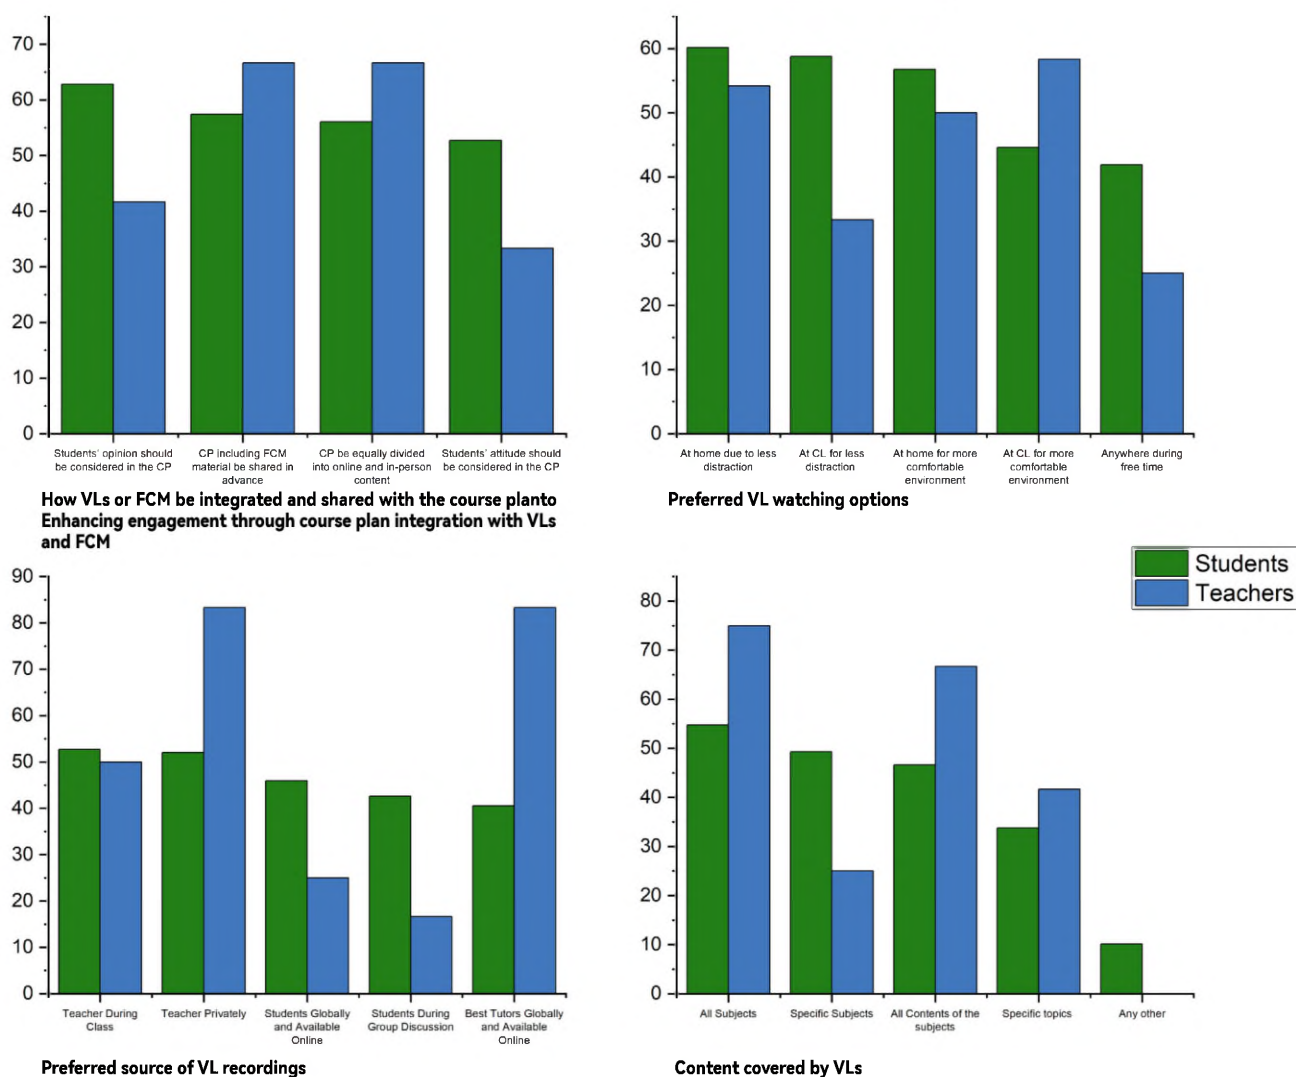 70
60
50
40
30
20
10
0
Students' opinion should
be considered in the CP
CP including FCM
material be shared in
advance
CP be equally divided
into online and in-person
content
Students' attitude should
be considered in the CP
How VLs or FCM be integrated and shared with the course planto
Enhancing engagement through course plan integration with VLs
and FCM
60
50
40
30
20
10
0
At home due to less
distraction
At CL for less
distraction
At home for more
comfortable
environment
At CL for more
comfortable
environment
Anywhere during
free time
Preferred VL watching options
Students
Teachers
90
80
70
60
50
40
30
20
10
0
Teacher During
Class
Teacher Privately
Students Globally
and Available
Online
Students During
Group Discussion
Best Tutors Globally
and Available
Online
Preferred source of VL recordings
80
70
60
50
40
30
20
10
0
All Subjects
Specific Subjects
All Contents of the
subjects
Specific topics
Any other
Content covered by VLs